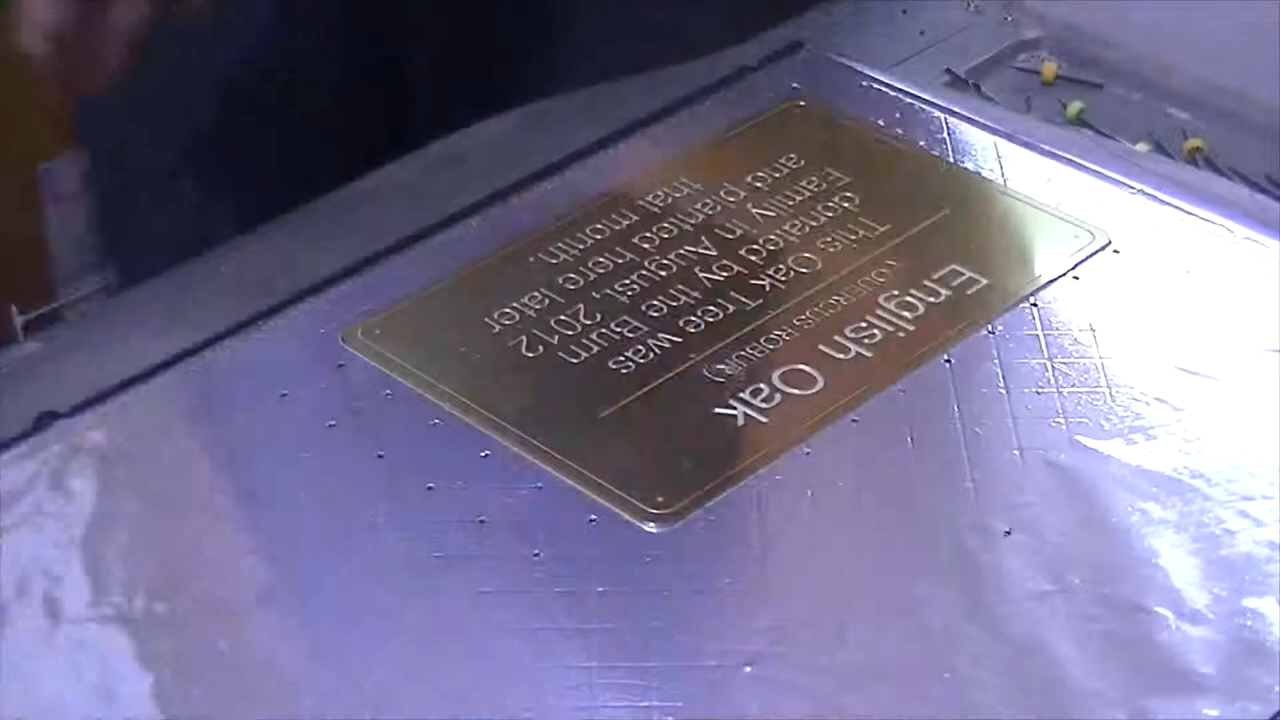 English Oak
(QUERCUS ROBUR)
This Oak Tree was
donated by the Burn
Family in August, 2012
and planted here later
that month.